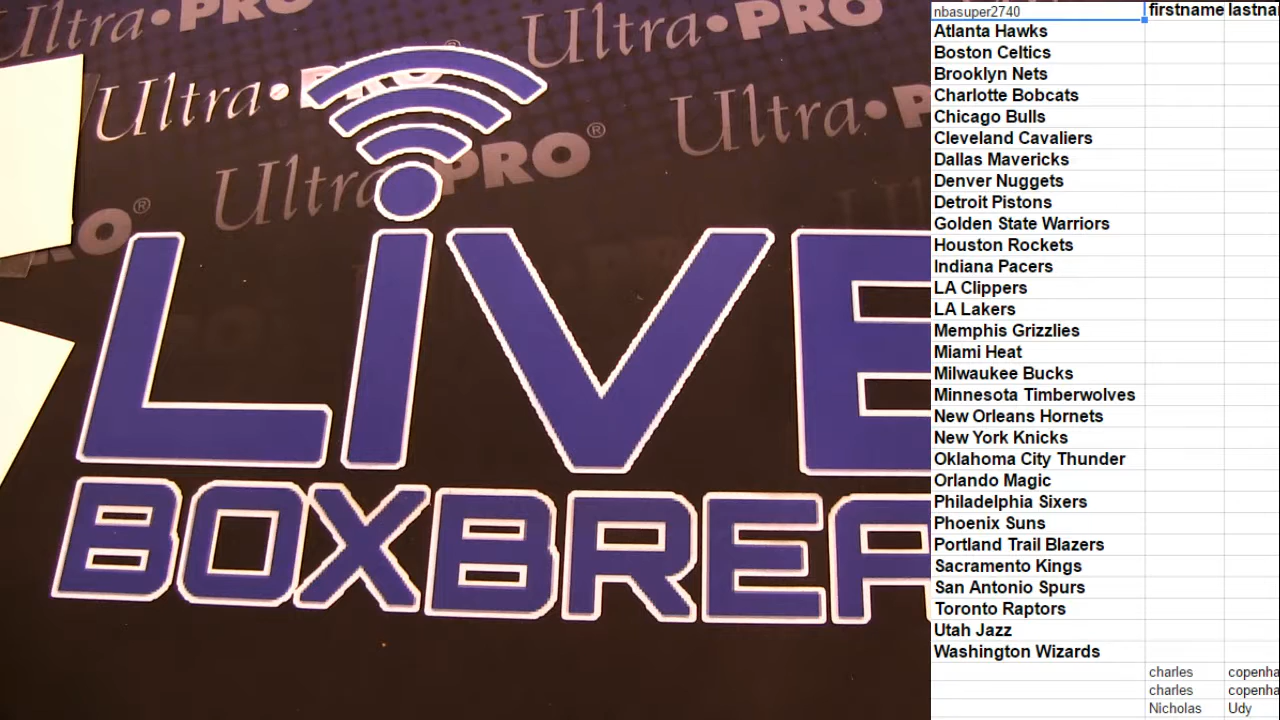 Ultra•PRO
Ultra•PRO
Ultra•PRO®
Ultra•P
Ultra PRO®
RO®
LIVE
BOXBREA
nbasuper2740 firstname lastna
Atlanta Hawks
Boston Celtics
Brooklyn Nets
Charlotte Bobcats
Chicago Bulls
Cleveland Cavaliers
Dallas Mavericks
Denver Nuggets
Detroit Pistons
Golden State Warriors
Houston Rockets
Indiana Pacers
LA Clippers
LA Lakers
Memphis Grizzlies
Miami Heat
Milwaukee Bucks
Minnesota Timberwolves
New Orleans Hornets
New York Knicks
Oklahoma City Thunder
Orlando Magic
Philadelphia Sixers
Phoenix Suns
Portland Trail Blazers
Sacramento Kings
San Antonio Spurs
Toronto Raptors
Utah Jazz
Washington Wizards
charles copenha
charles copenha
Nicholas Udy